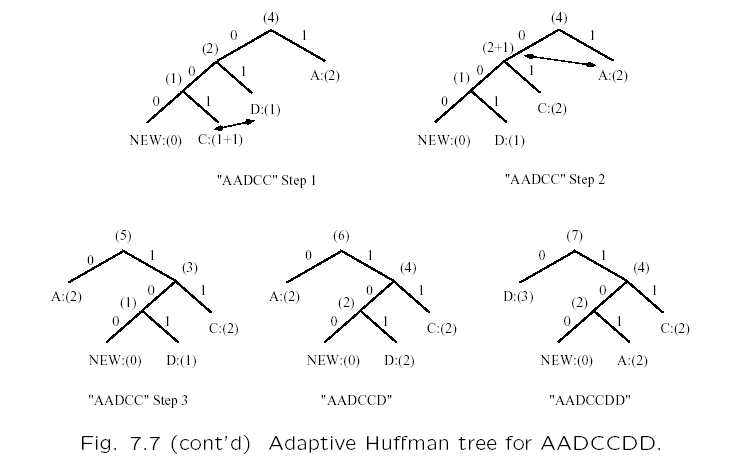 (4)
0 1
(2)
0 1
(1) A:(2)
0 1 D:(1)
NEW:(0) C:(1+1)
"AADCC" Step 1
(4)
0 1
(2+1)
0 1
(1) A:(2)
0 1 C:(2)
NEW:(0) D:(1)
"AADCC" Step 2
(5)
0 1
(3)
A:(2) 0 1
(1)
0 1 C:(2)
NEW:(0) D:(1)
"AADCC" Step 3
(6)
0 1
(4)
A:(2) 0 1
(2)
0 1 C:(2)
NEW:(0) D:(2)
"AADCCD"
(7)
0 1
(4)
D:(3) 0 1
(2)
0 1 C:(2)
NEW:(0) A:(2)
"AADCCDD"
Fig. 7.7 (cont'd) Adaptive Huffman tree for AADCCDD.